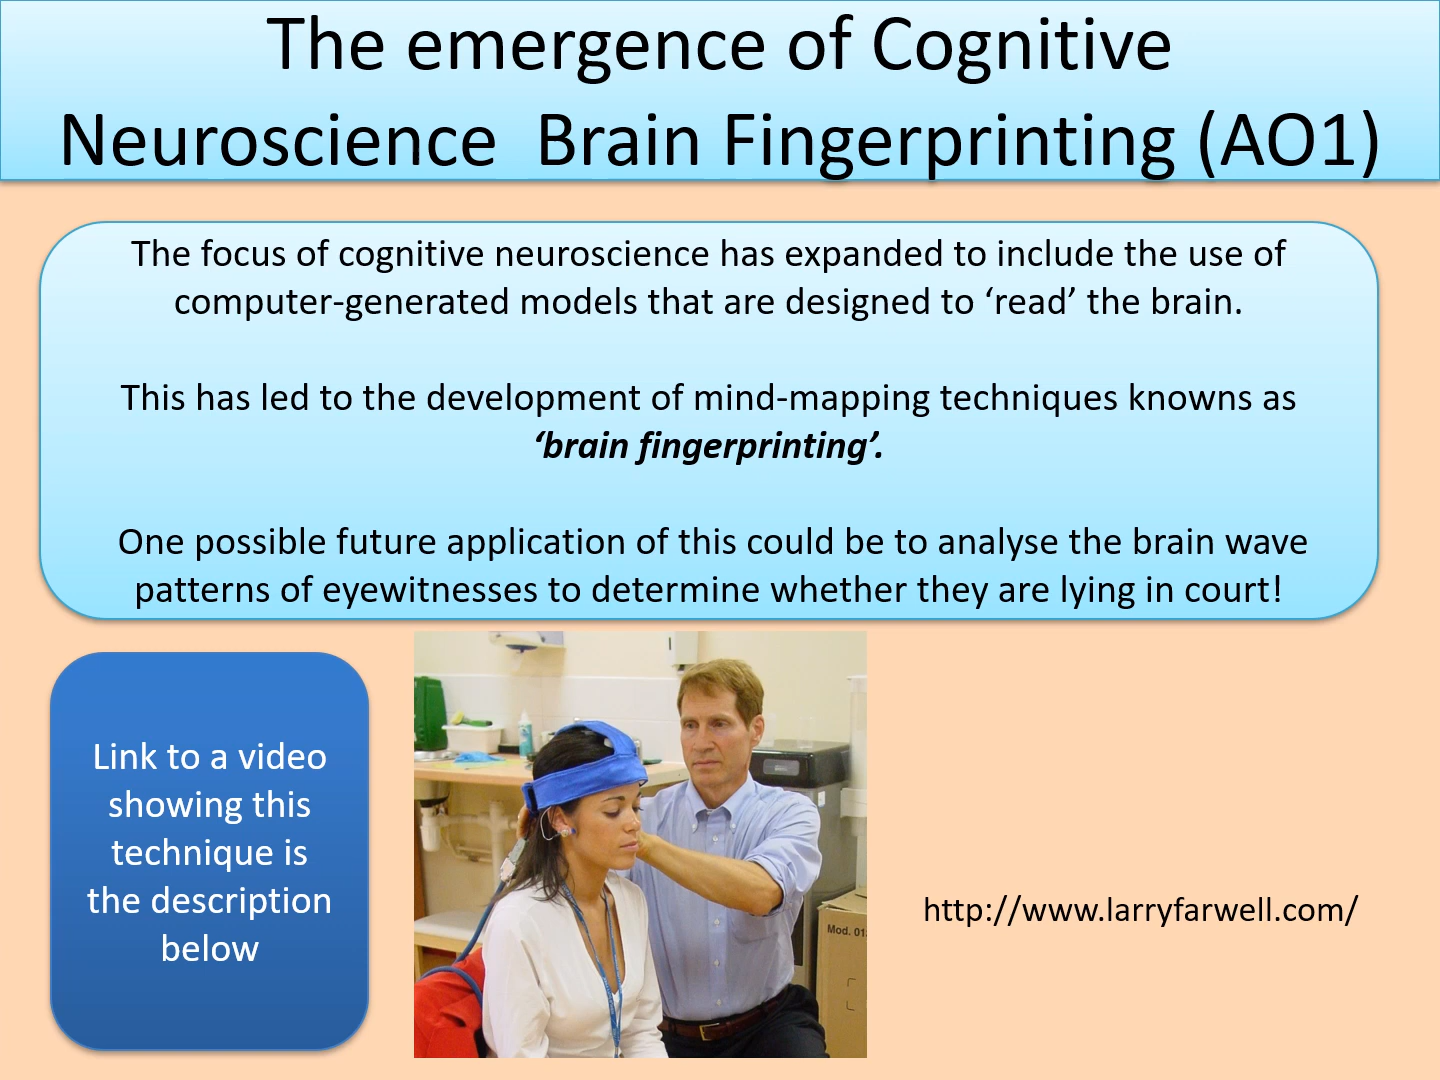 The emergence of Cognitive
Neuroscience  Brain Fingerprinting (AO1)
The focus of cognitive neuroscience has expanded to include the use of
computer-generated models that are designed to ‘read’ the brain.
This has led to the development of mind-mapping techniques knowns as
‘brain fingerprinting’.
One possible future application of this could be to analyse the brain wave
patterns of eyewitnesses to determine whether they are lying in court!
Link to a video
showing this
technique is
the description
below
Mod. 01
http://www.larryfarwell.com/